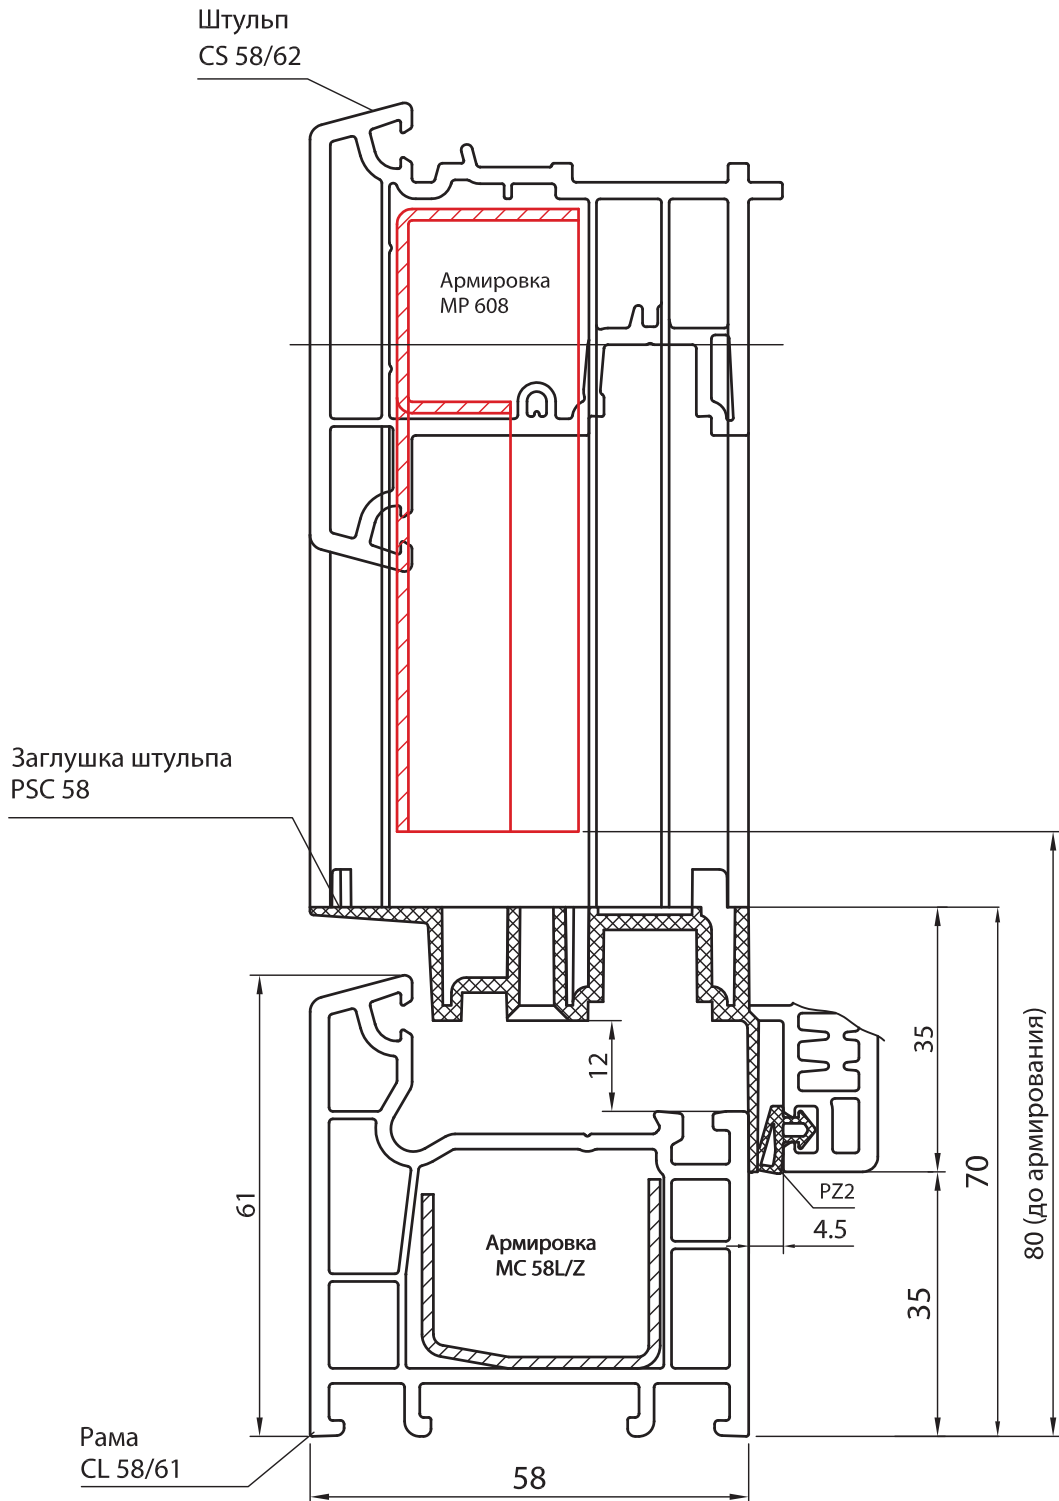 Штульп
CS 58/62
Армировка
MP 608
Заглушка штульпа
PSC 58
12
35
61
PZ2
4.5
70
80 (до армирования)
Армировка
MC 58L/Z
35
Рама
CL 58/61
58